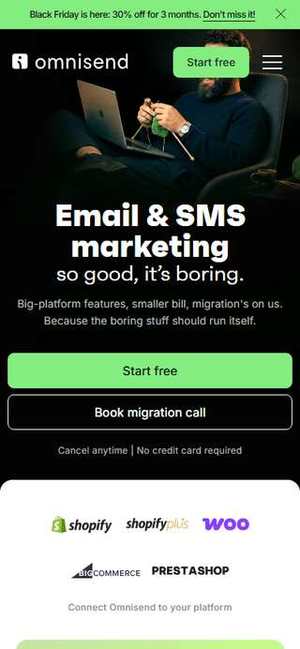 Black Friday is here: 30% off for 3 months. Don't miss it!
omnisend
Start free
Email & SMS
marketing
so good, it's boring.
Big-platform features, smaller bill, migration's on us.
Because the boring stuff should run itself.
Start free
Book migration call
Cancel anytime | No credit card required
shopify
shopifyplus
WOO
BIGCOMMERCE
PRESTASHOP
Connect Omnisend to your platform